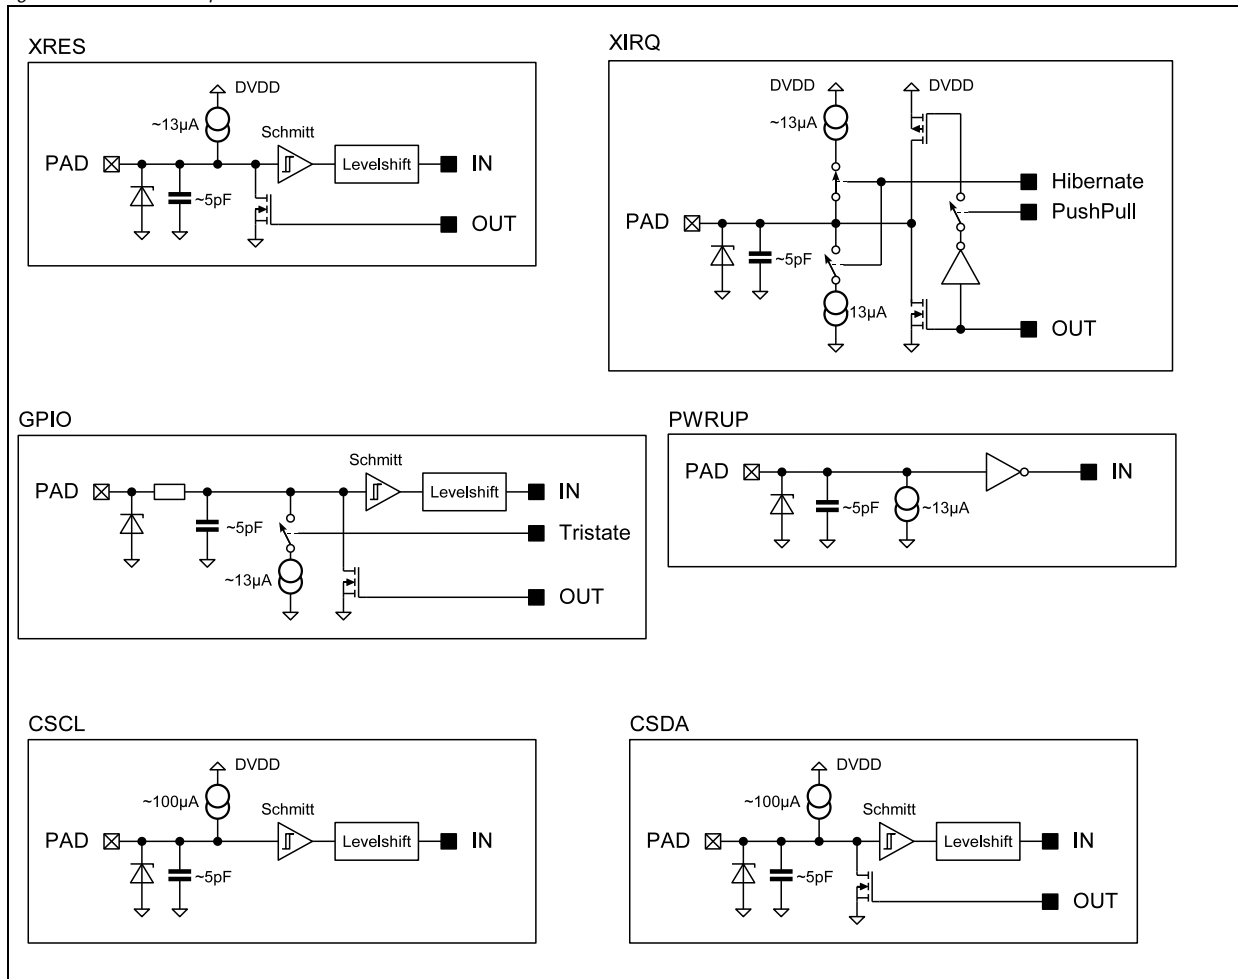 XRES
DVDD
~13µA
Schmitt
PAD
Levelshift
IN
~5pF
OUT
XIRQ
DVDD
DVDD
~13µA
Hibernate
PushPull
PAD
~5pF
13µA
OUT
GPIO
Schmitt
PAD
Levelshift
IN
~5pF
Tristate
~13µA
OUT
PWRUP
PAD
IN
~5pF
~13µA
CSCL
DVDD
~100µA
Schmitt
PAD
Levelshift
IN
~5pF
CSDA
DVDD
~100µA
Schmitt
PAD
Levelshift
IN
~5pF
OUT